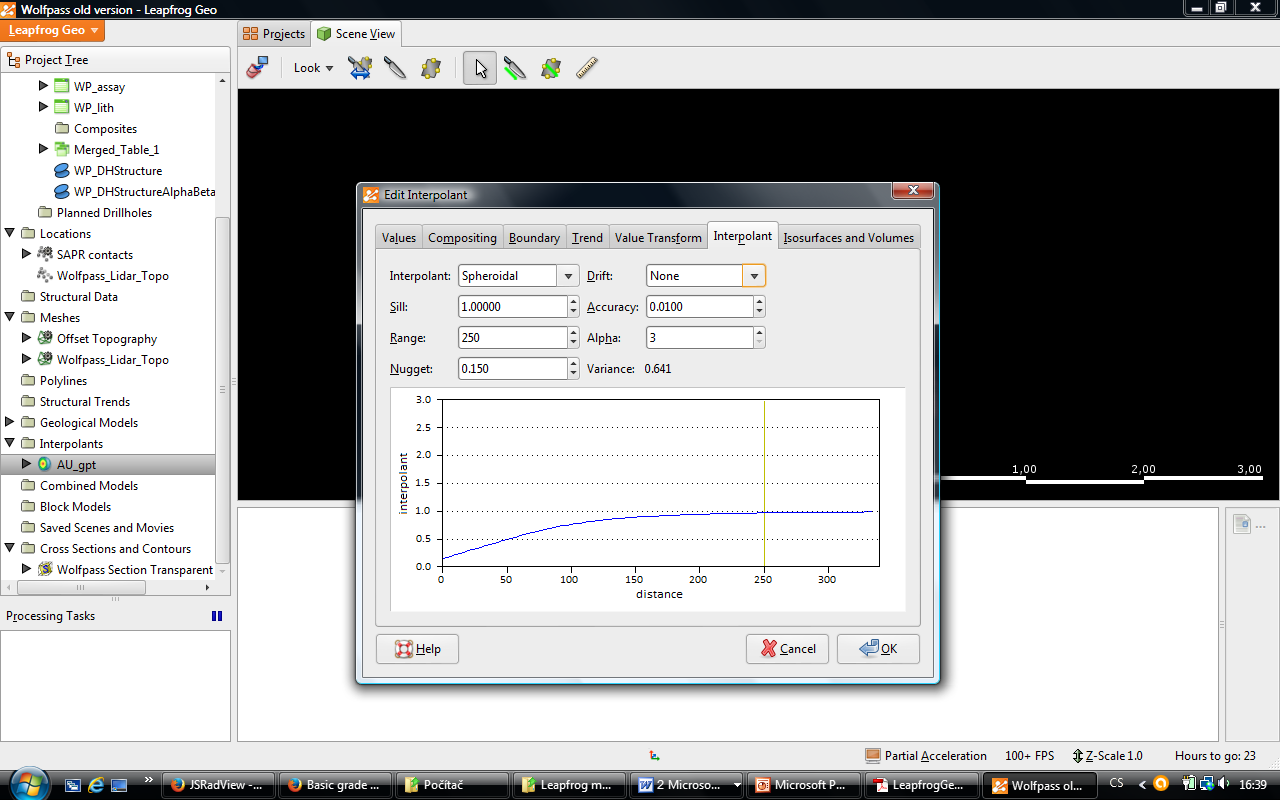 Wolfpass old version - Leapfrog Geo
Leapfrog Geo
Projects
Scene View
Project Tree
Look
WP_assay
WP_lith
Composites
Merged_Table_1
WP_DHStructure
WP_DHStructureAlphaBeta
Planned Drillholes
Locations
SAPR contacts
Wolfpass_Lidar_Topo
Structural Data
Meshes
Offset Topography
Wolfpass_Lidar_Topo
Polylines
Structural Trends
Geological Models
Interpolants
AU_gpt
Combined Models
Block Models
Saved Scenes and Movies
Cross Sections and Contours
Wolfpass Section Transparent
Processing Tasks
Edit Interpolant
Values
Compositing
Boundary
Trend
Value Transform
Interpolant
Isosurfaces and Volumes
Interpolant: Spheroidal Drift: None
Sill: 1.00000 Accuracy: 0.0100
Range: 250 Alpha: 3
Nugget: 0.150 Variance: 0.641
3.0
2.5
2.0
1.5
1.0
0.5
0.0
interpolant
0 50 100 150 200 250 300
distance
Help
Cancel
OK
1,00 2,00 3,00
...
Partial Acceleration 100+ FPS Z-Scale 1.0 Hours to go: 23
»
JSRadView -...
Basic grade ...
Počítač
Leapfrog m...
2 Microso...
Microsoft P...
LeapfrogGe...
Wolfpass ol...
CS
16:39